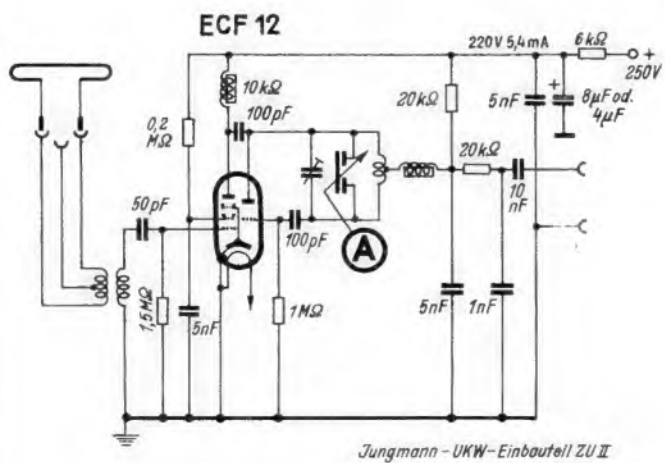 ECF 12
220V 5,4mA
6kΩ
+
250V
10kΩ
100pF
0,2
MΩ
20kΩ
5nF
+
8µF od.
4µF
20kΩ
10
nF
50pF
100pF
A
1,5MΩ
5nF
1MΩ
5nF
1nF
Jungmann-UKW-Einbauteil ZU II